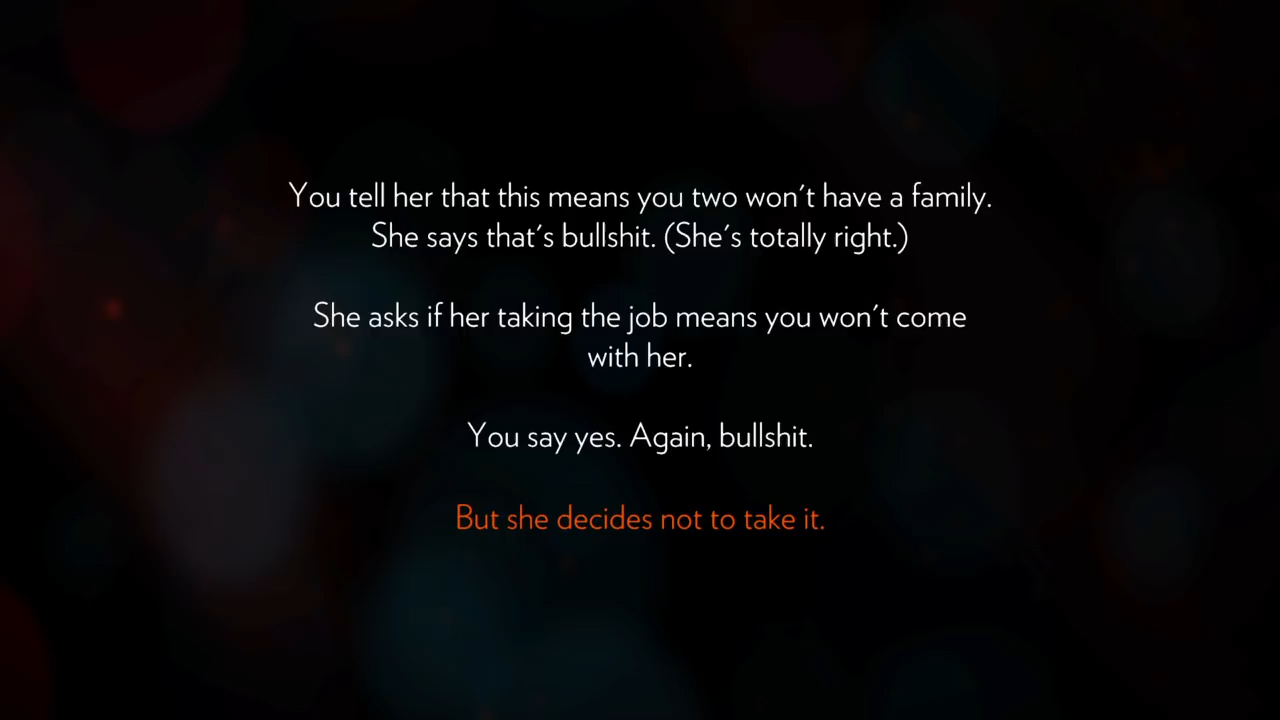 You tell her that this means you two won't have a family.
She says that's bullshit. (She's totally right.)
She asks if her taking the job means you won't come
with her.
You say yes. Again, bullshit.
But she decides not to take it.